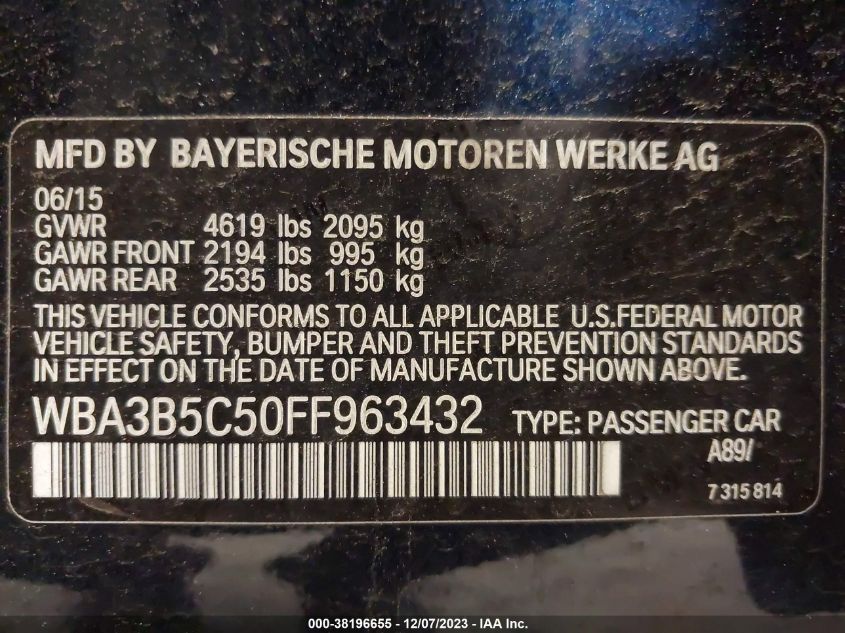 MFD BY BAYERISCHE MOTOREN WERKE AG
06/15
GVWR 4619 lbs 2095 kg
GAWR FRONT 2194 lbs 995 kg
GAWR REAR 2535 lbs 1150 kg
THIS VEHICLE CONFORMS TO ALL APPLICABLE U.S.FEDERAL MOTOR
VEHICLE SAFETY, BUMPER AND THEFT PREVENTION STANDARDS
IN EFFECT ON THE DATE OF MANUFACTURE SHOWN ABOVE.
WBA3B5C50FF963432 TYPE: PASSENGER CAR
A89/
7 315 814
000-38196655 - 12/07/2023 - IAA Inc.